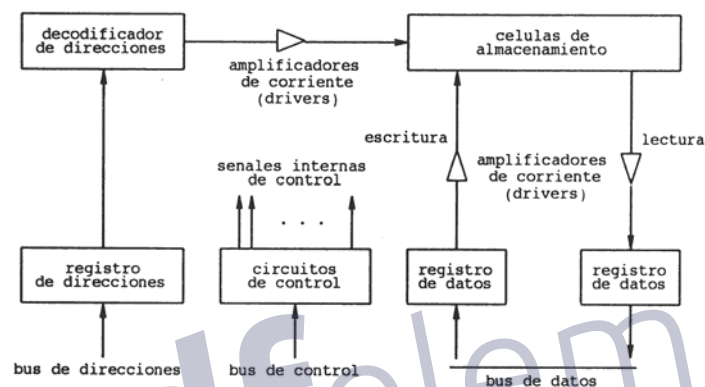 decodificador
de direcciones
celulas de
almacenamiento
amplificadores
de corriente
(drivers)
escritura
lectura
amplificadores
de corriente
(drivers)
senales internas
de control
. . .
registro
de direcciones
circuitos
de control
registro
de datos
registro
de datos
bus de direcciones
bus de control
bus de datos